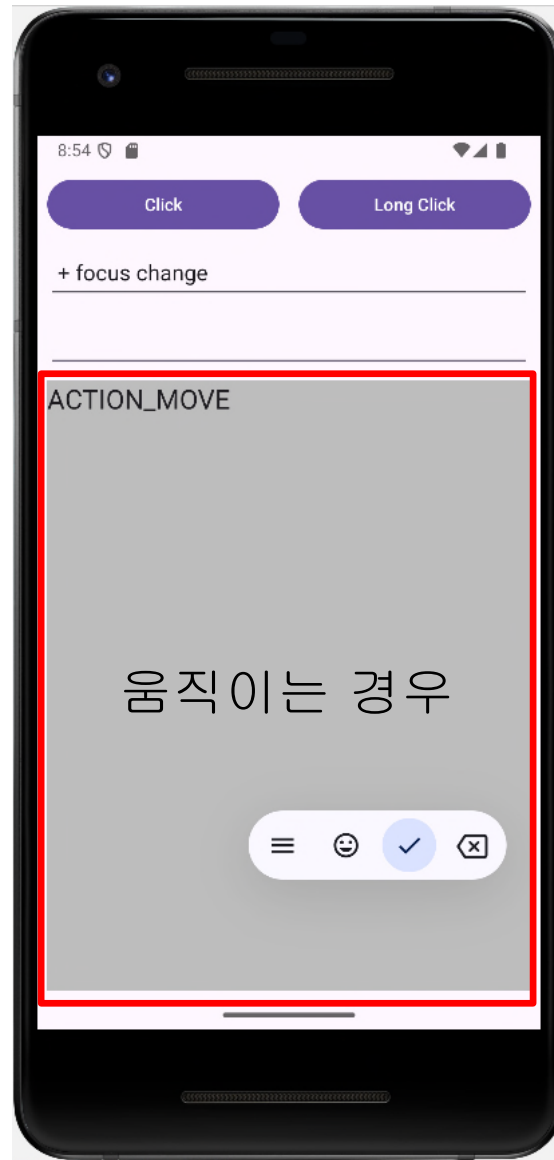 8:54
Click
Long Click
+ focus change
ACTION_MOVE
움직이는 경우